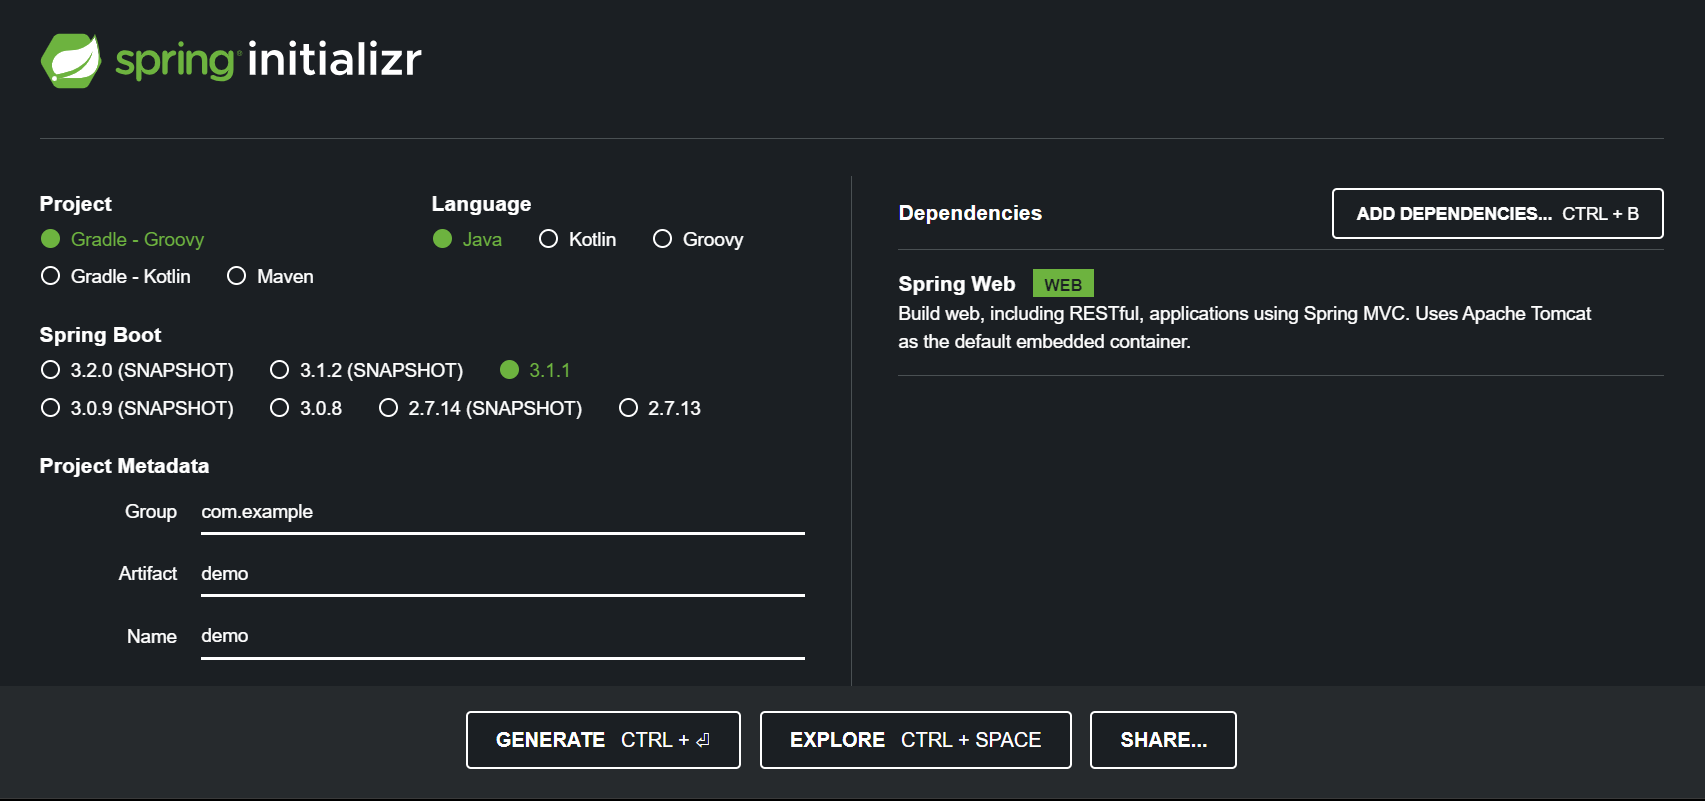 spring initializr
Project
Gradle - Groovy
Gradle - Kotlin Maven
Language
Java Kotlin Groovy
Spring Boot
3.2.0 (SNAPSHOT) 3.1.2 (SNAPSHOT) 3.1.1
3.0.9 (SNAPSHOT) 3.0.8 2.7.14 (SNAPSHOT) 2.7.13
Project Metadata
Group com.example
Artifact demo
Name demo
Dependencies
ADD DEPENDENCIES... CTRL + B
Spring Web WEB
Build web, including RESTful, applications using Spring MVC. Uses Apache Tomcat
as the default embedded container.
GENERATE CTRL + ⏎
EXPLORE CTRL + SPACE
SHARE...